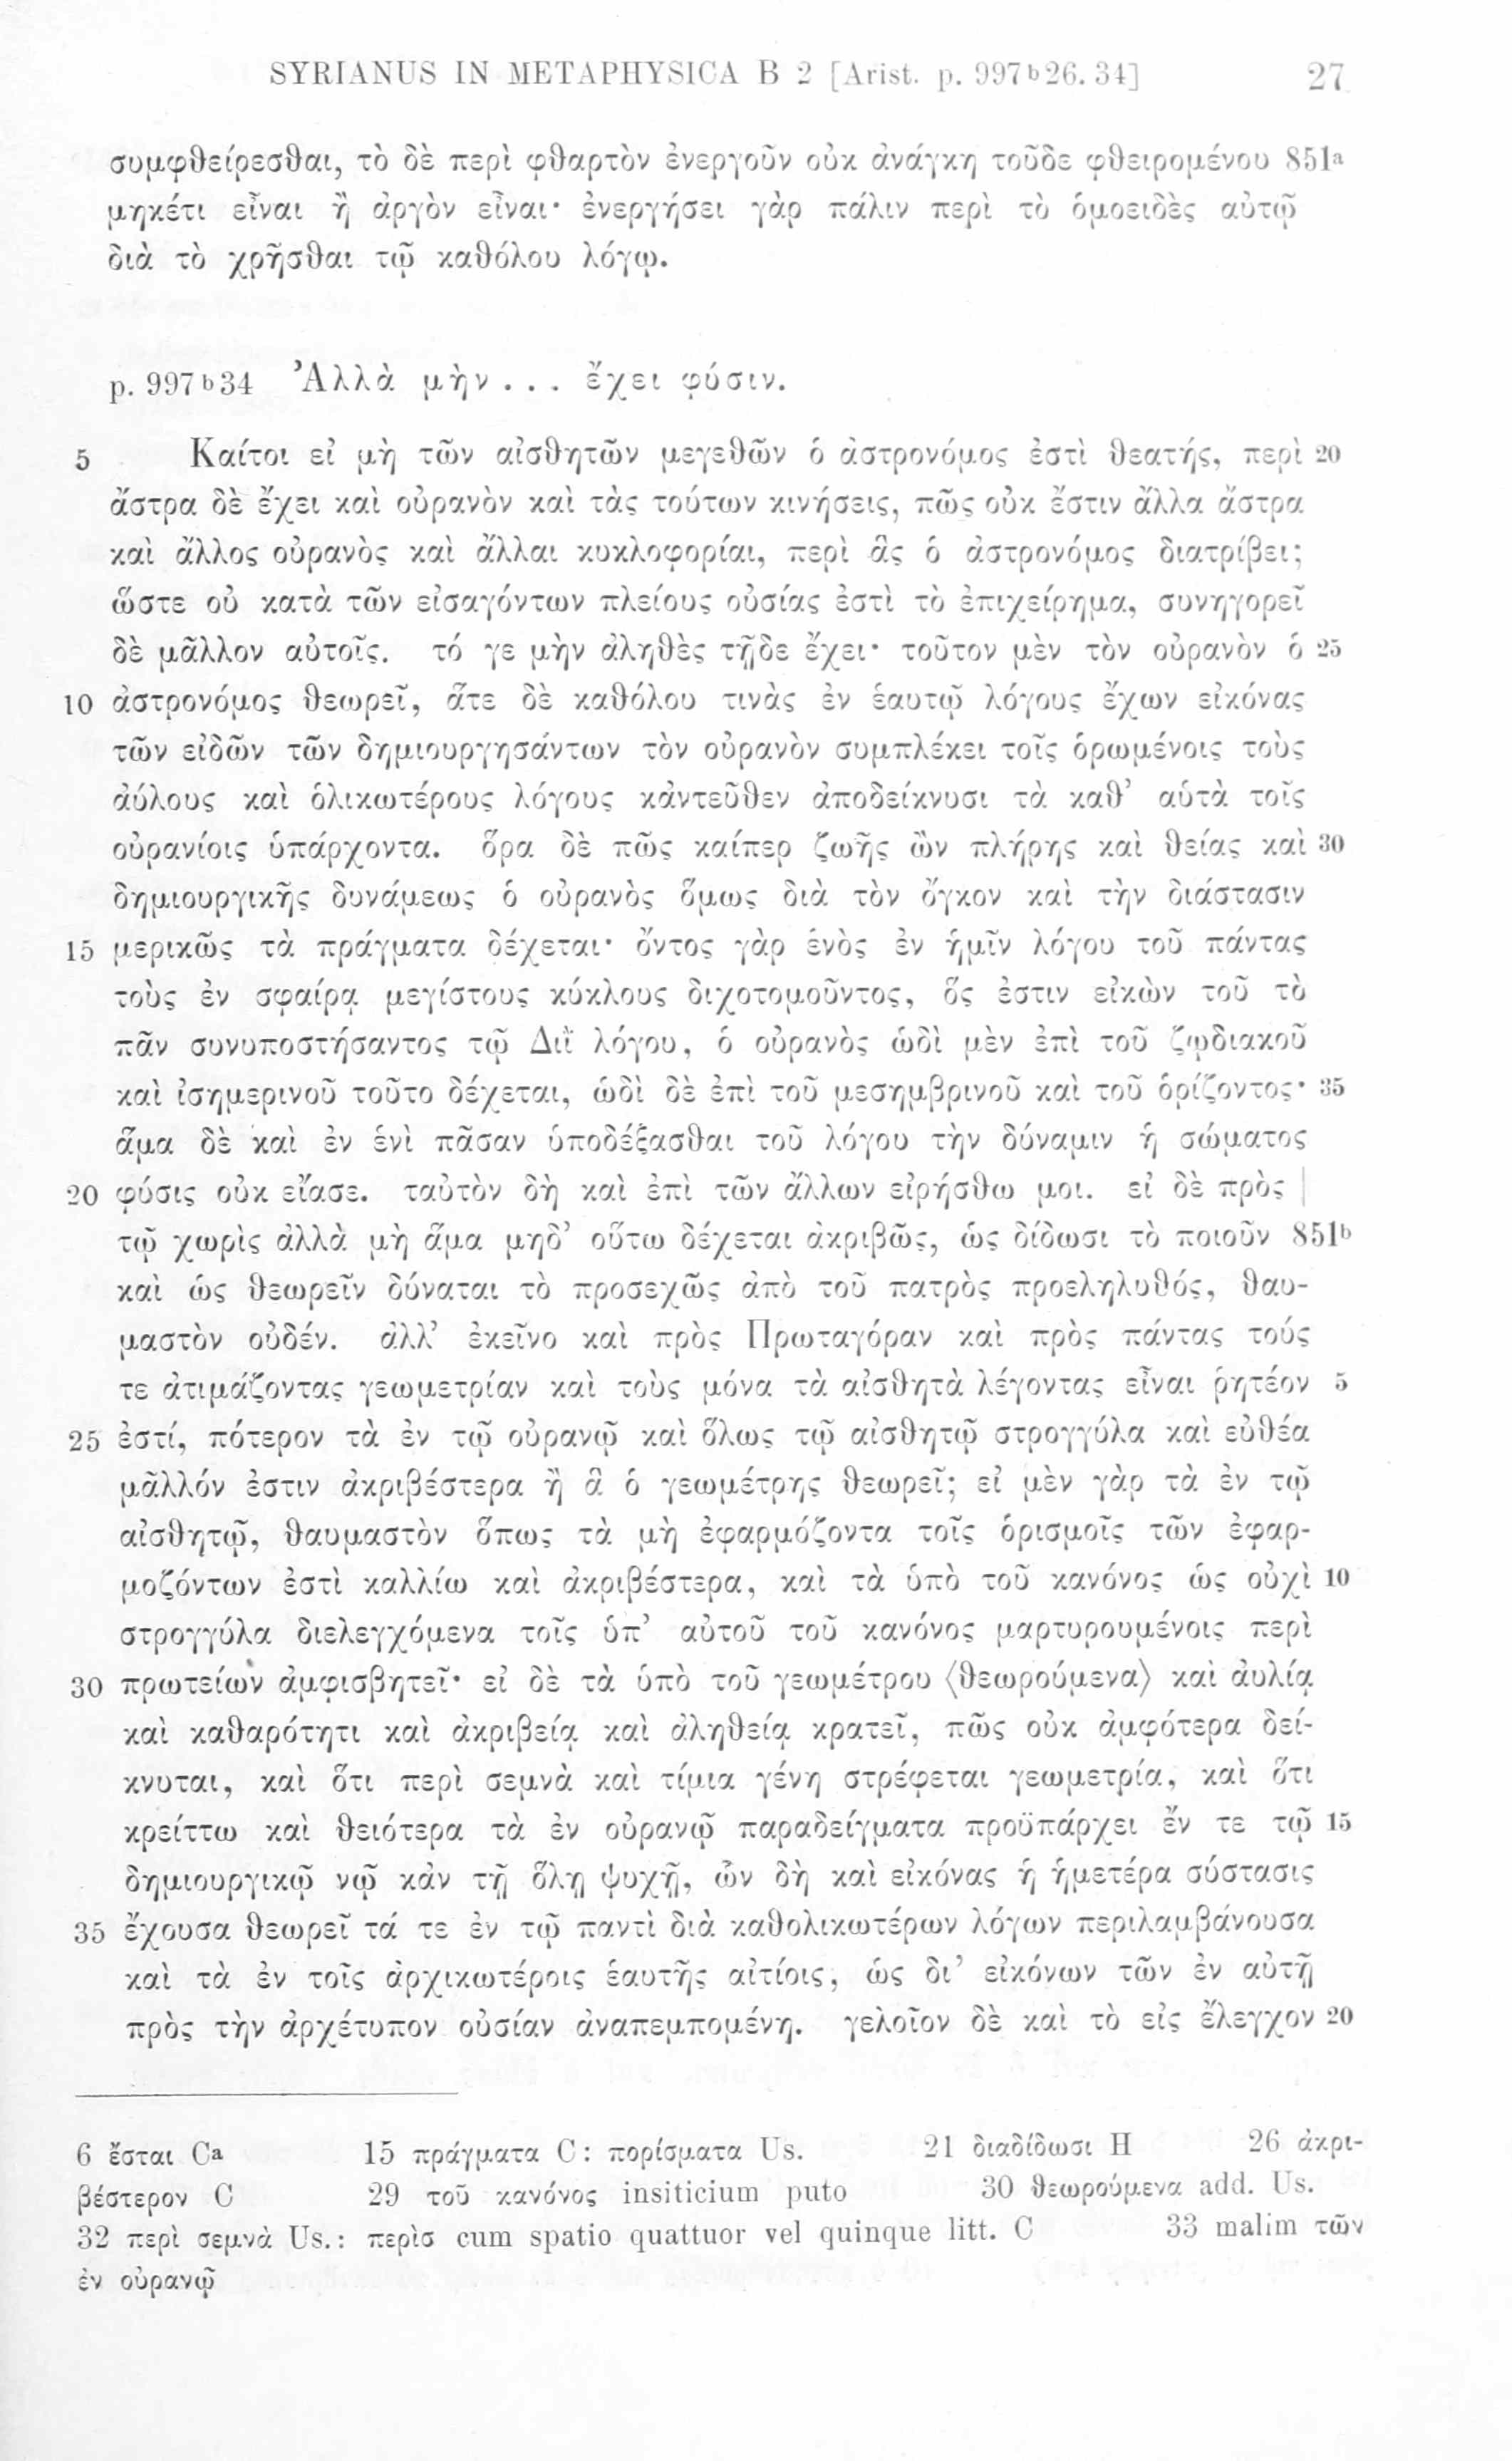 SYRIANUS IN METAPHYSICA B 2 [Arist. p. 997ᵇ26. 34] 27
συμφθείρεσθαι, τὸ δὲ περὶ φθαρτὸν ἐνεργοῦν οὐκ ἀνάγκη τοῦδε φθειρομένου 851ᵃ
μηκέτι εἶναι ἢ ἀργὸν εἶναι· ἐνεργήσει γὰρ πάλιν περὶ τὸ ὁμοειδὲς αὐτῷ
διὰ τὸ χρῆσθαι τῷ καθόλου λόγῳ.
p. 997ᵇ34 Ἀλλὰ μὴν . . . ἔχει φύσιν.
5 Καίτοι εἰ μὴ τῶν αἰσθητῶν μεγεθῶν ὁ ἀστρονόμος ἐστὶ θεατής, περὶ 20
ἄστρα δὲ ἔχει καὶ οὐρανὸν καὶ τὰς τούτων κινήσεις, πῶς οὐκ ἔστιν ἄλλα ἄστρα
καὶ ἄλλος οὐρανὸς καὶ ἄλλαι κυκλοφορίαι, περὶ ἃς ὁ ἀστρονόμος διατρίβει;
ὥστε οὐ κατὰ τῶν εἰσαγόντων πλείους οὐσίας ἐστὶ τὸ ἐπιχείρημα, συνηγορεῖ
δὲ μᾶλλον αὐτοῖς. τό γε μὴν ἀληθὲς τῇδε ἔχει· τοῦτον μὲν τὸν οὐρανὸν ὁ 25
10 ἀστρονόμος θεωρεῖ, ἅτε δὲ καθόλου τινὰς ἐν ἑαυτῷ λόγους ἔχων εἰκόνας
τῶν εἰδῶν τῶν δημιουργησάντων τὸν οὐρανὸν συμπλέκει τοῖς ὁρωμένοις τοὺς
ἀύλους καὶ ὁλικωτέρους λόγους κἀντεῦθεν ἀποδείκνυσι τὰ καθ’ αὑτὰ τοῖς
οὐρανίοις ὑπάρχοντα. ὅρα δὲ πῶς καίπερ ζωῆς ὢν πλήρης καὶ θείας καὶ 30
δημιουργικῆς δυνάμεως ὁ οὐρανὸς ὅμως διὰ τὸν ὄγκον καὶ τὴν διάστασιν
15 μερικῶς τὰ πράγματα δέχεται· ὄντος γὰρ ἑνὸς ἐν ἡμῖν λόγου τοῦ πάντας
τοὺς ἐν σφαίρᾳ μεγίστους κύκλους διχοτομοῦντος, ὅς ἐστιν εἰκὼν τοῦ τὸ
πᾶν συνυποστήσαντος τῷ Διῒ λόγου, ὁ οὐρανὸς ὡδὶ μὲν ἐπὶ τοῦ ζῳδιακοῦ
καὶ ἰσημερινοῦ τοῦτο δέχεται, ὡδὶ δὲ ἐπὶ τοῦ μεσημβρινοῦ καὶ τοῦ ὁρίζοντος· 35
ἅμα δὲ καὶ ἐν ἑνὶ πᾶσαν ὑποδέξασθαι τοῦ λόγου τὴν δύναμιν ἡ σώματος
20 φύσις οὐκ εἴασε. ταὐτὸν δὴ καὶ ἐπὶ τῶν ἄλλων εἰρήσθω μοι. εἰ δὲ πρὸς |
τῷ χωρὶς ἀλλὰ μὴ ἅμα μηδ’ οὕτω δέχεται ἀκριβῶς, ὡς δίδωσι τὸ ποιοῦν 851ᵇ
καὶ ὡς θεωρεῖν δύναται τὸ προσεχῶς ἀπὸ τοῦ πατρὸς προεληλυθός, θαυ-
μαστὸν οὐδέν. ἀλλ’ ἐκεῖνο καὶ πρὸς Πρωταγόραν καὶ πρὸς πάντας τούς
τε ἀτιμάζοντας γεωμετρίαν καὶ τοὺς μόνα τὰ αἰσθητὰ λέγοντας εἶναι ῥητέον 5
25 ἐστί, πότερον τὰ ἐν τῷ οὐρανῷ καὶ ὅλως τῷ αἰσθητῷ στρογγύλα καὶ εὐθέα
μᾶλλόν ἐστιν ἀκριβέστερα ἢ ἃ ὁ γεωμέτρης θεωρεῖ; εἰ μὲν γὰρ τὰ ἐν τῷ
αἰσθητῷ, θαυμαστὸν ὅπως τὰ μὴ ἐφαρμόζοντα τοῖς ὁρισμοῖς τῶν ἐφαρ-
μοζόντων ἐστὶ καλλίω καὶ ἀκριβέστερα, καὶ τὰ ὑπὸ τοῦ κανόνος ὡς οὐχὶ 10
στρογγύλα διελεγχόμενα τοῖς ὑπ’ αὐτοῦ τοῦ κανόνος μαρτυρουμένοις περὶ
30 πρωτείων ἀμφισβητεῖ· εἰ δὲ τὰ ὑπὸ τοῦ γεωμέτρου ⟨θεωρούμενα⟩ καὶ ἀυλίᾳ
καὶ καθαρότητι καὶ ἀκριβείᾳ καὶ ἀληθείᾳ κρατεῖ, πῶς οὐκ ἀμφότερα δεί-
κνυται, καὶ ὅτι περὶ σεμνὰ καὶ τίμια γένη στρέφεται γεωμετρία, καὶ ὅτι
κρείττω καὶ θειότερα τὰ ἐν οὐρανῷ παραδείγματα προϋπάρχει ἔν τε τῷ 15
δημιουργικῷ νῷ κἀν τῇ ὅλῃ ψυχῇ, ὧν δὴ καὶ εἰκόνας ἡ ἡμετέρα σύστασις
35 ἔχουσα θεωρεῖ τά τε ἐν τῷ παντὶ διὰ καθολικωτέρων λόγων περιλαμβάνουσα
καὶ τὰ ἐν τοῖς ἀρχικωτέροις ἑαυτῆς αἰτίοις, ὡς δι’ εἰκόνων τῶν ἐν αὐτῇ
πρὸς τὴν ἀρχέτυπον οὐσίαν ἀναπεμπομένη. γελοῖον δὲ καὶ τὸ εἰς ἔλεγχον 20
6 ἔσται Cᵃ 15 πράγματα C: πορίσματα Us. 21 διαδίδωσι H 26 ἀκρι-
βέστερον C 29 τοῦ κανόνος insiticium puto 30 θεωρούμενα add. Us.
32 περὶ σεμνὰ Us.: περὶσ cum spatio quattuor vel quinque litt. C 33 malim τῶν
ἐν οὐρανῷ